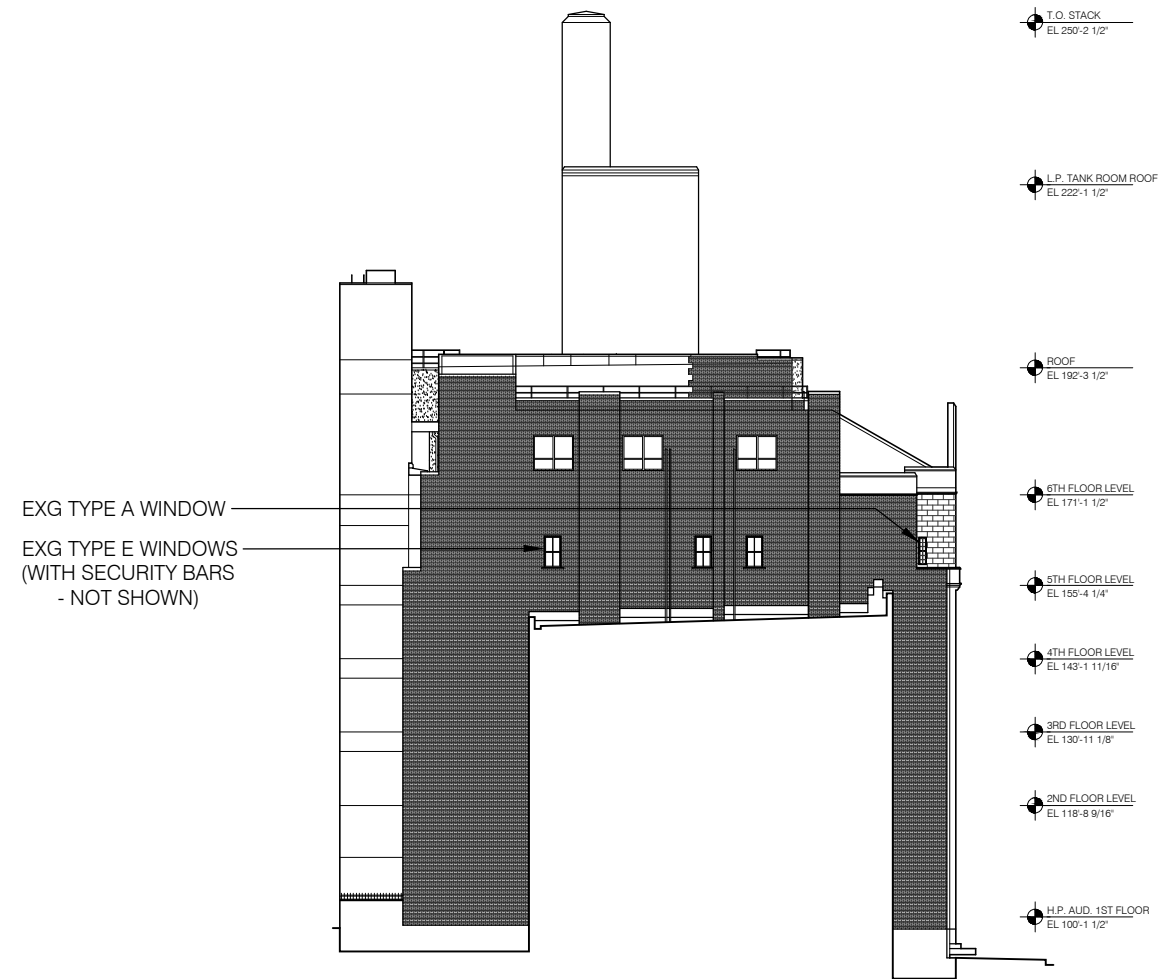 T.O. STACK
EL 250'-2 1/2"
L.P. TANK ROOM ROOF
EL 222'-1 1/2"
ROOF
EL 192'-3 1/2"
6TH FLOOR LEVEL
EL 171'-1 1/2"
EXG TYPE A WINDOW
EXG TYPE E WINDOWS
(WITH SECURITY BARS
- NOT SHOWN)
5TH FLOOR LEVEL
EL 155'-4 1/4"
4TH FLOOR LEVEL
EL 143'-1 11/16"
3RD FLOOR LEVEL
EL 130'-11 1/8"
2ND FLOOR LEVEL
EL 118'-8 9/16"
H.P. AUD. 1ST FLOOR
EL 100'-1 1/2"